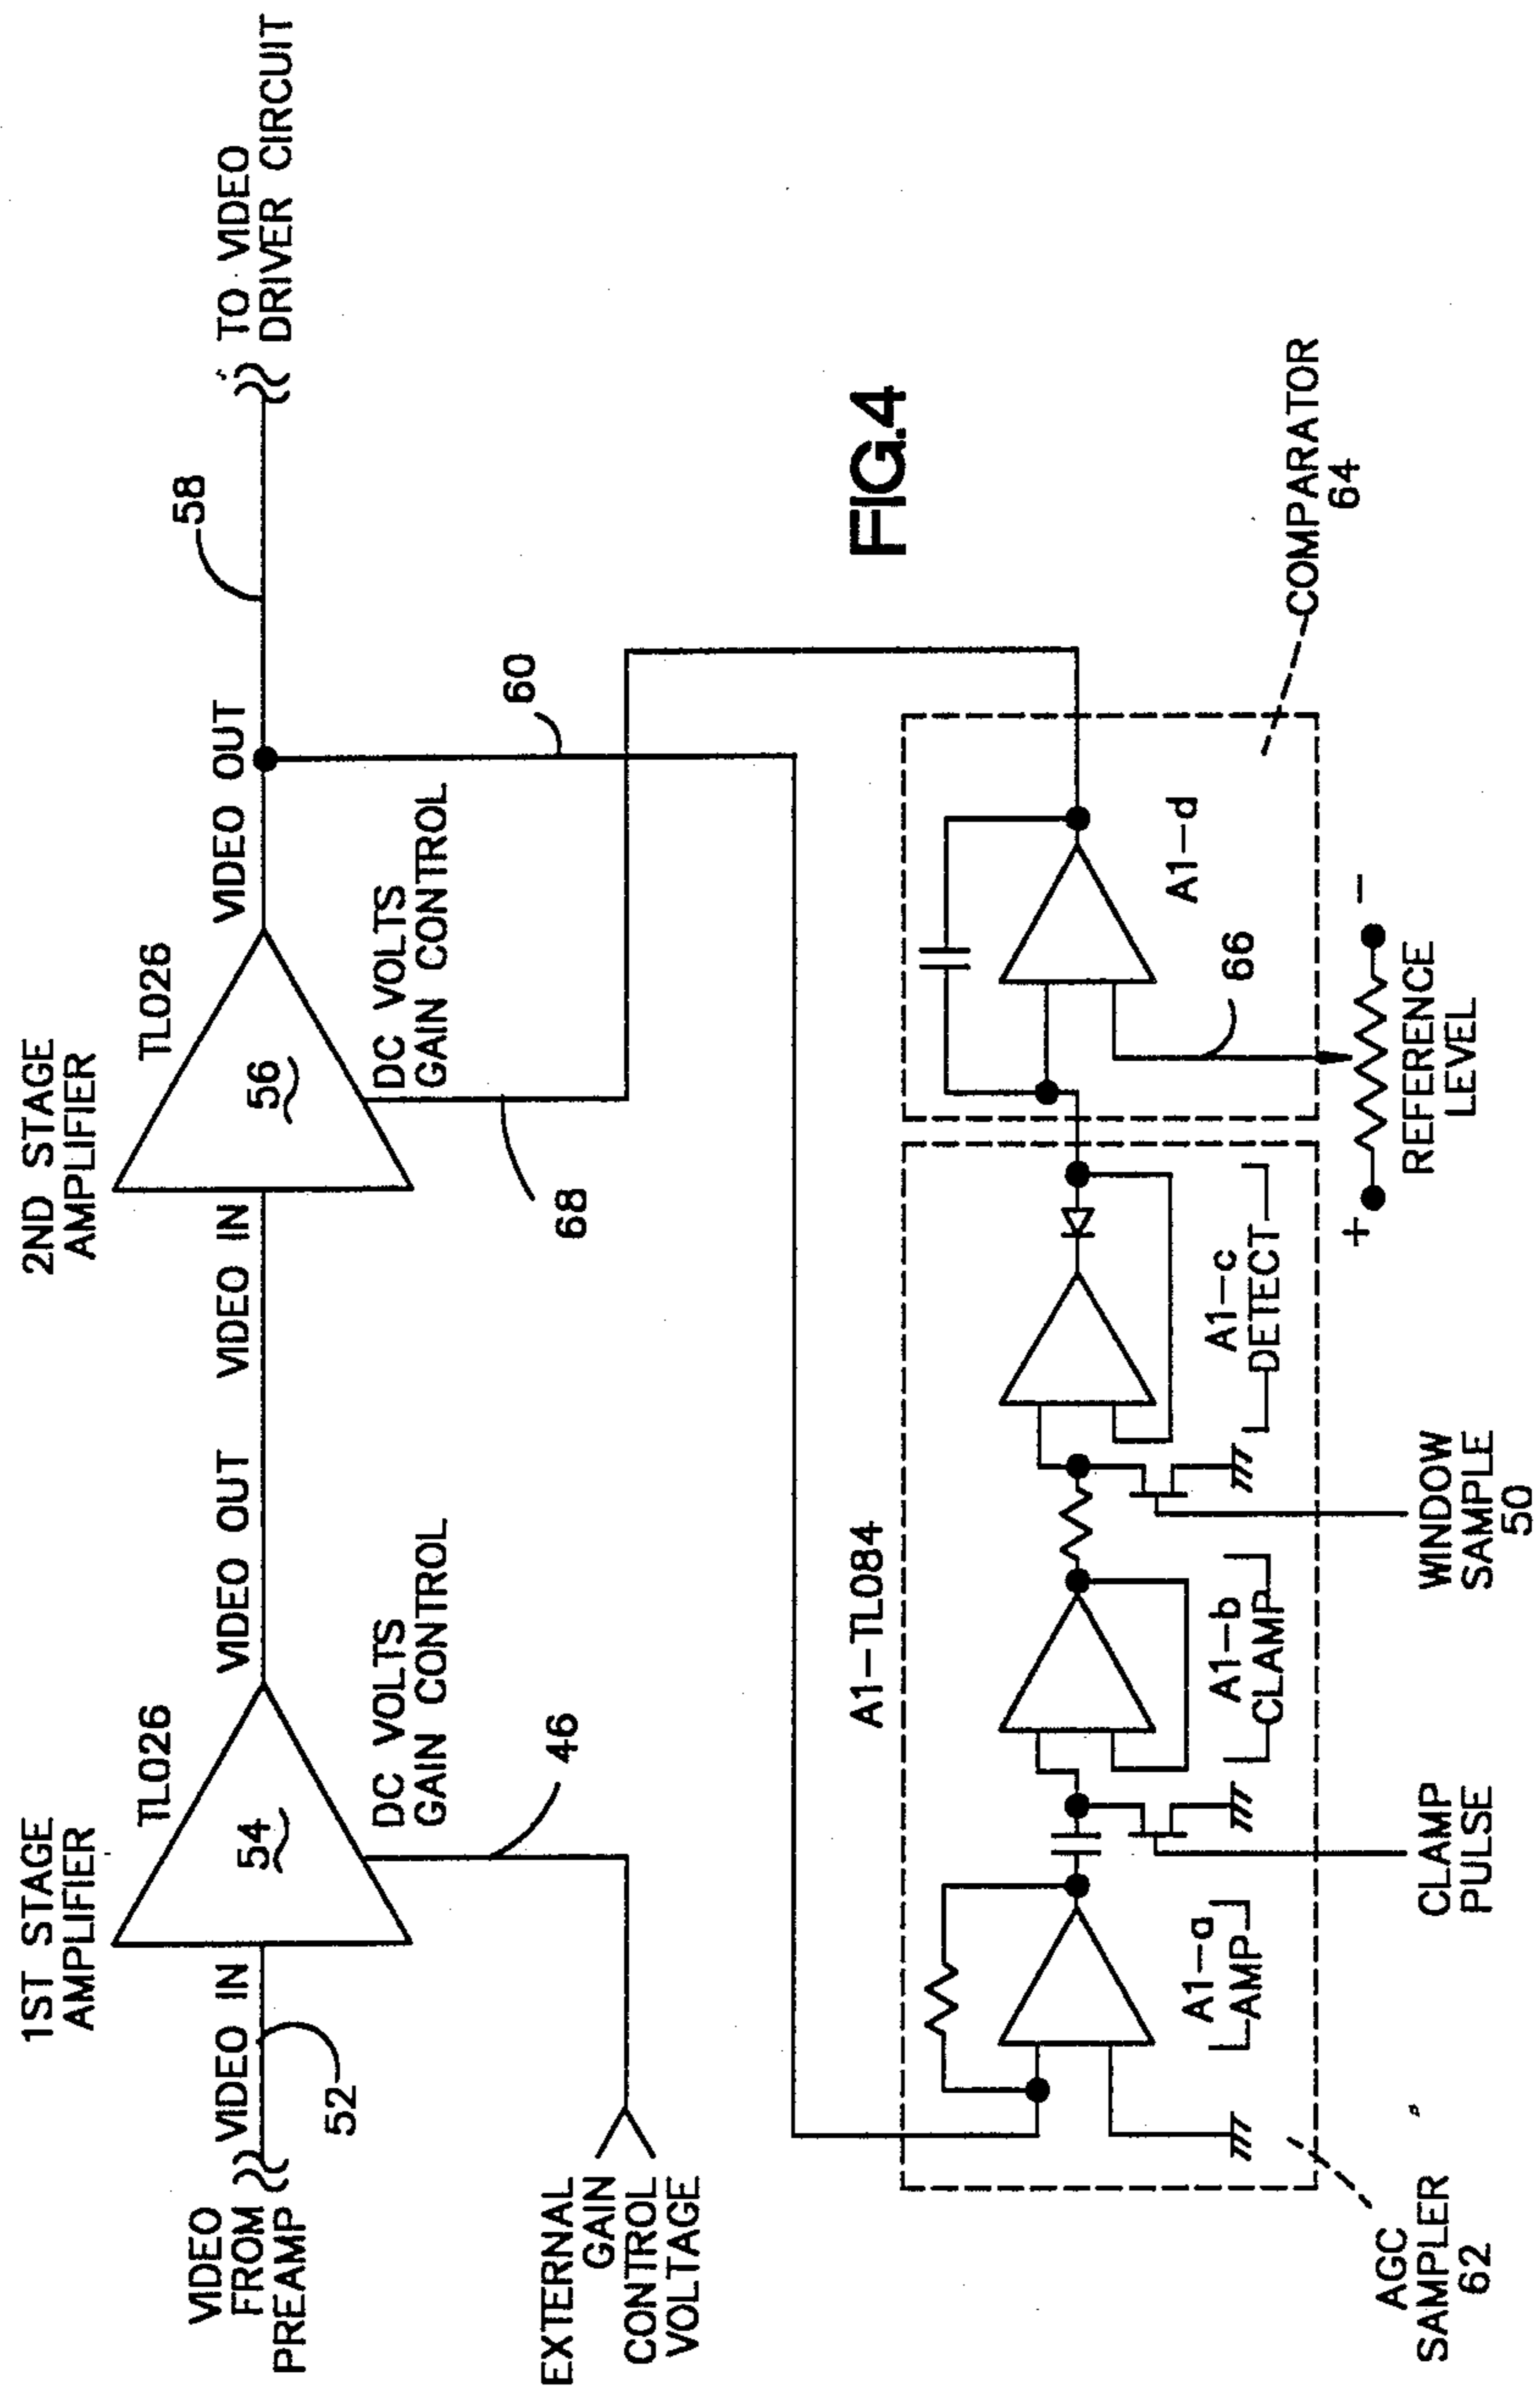 1ST STAGE
AMPLIFIER
2ND STAGE
AMPLIFIER
TL026
TL026
VIDEO
FROM
PREAMP
VIDEO IN
52
54
VIDEO OUT
VIDEO IN
56
VIDEO OUT
58
TO VIDEO
DRIVER CIRCUIT
DC VOLTS
GAIN CONTROL
DC VOLTS
GAIN CONTROL
46
68
60
EXTERNAL
GAIN
CONTROL
VOLTAGE
FIG.4
A1-TL084
A1-a
AMP
A1-b
CLAMP
A1-c
DETECT
A1-d
66
+
-
REFERENCE
LEVEL
COMPARATOR
64
AGC
SAMPLER
62
CLAMP
PULSE
WINDOW
SAMPLE
50